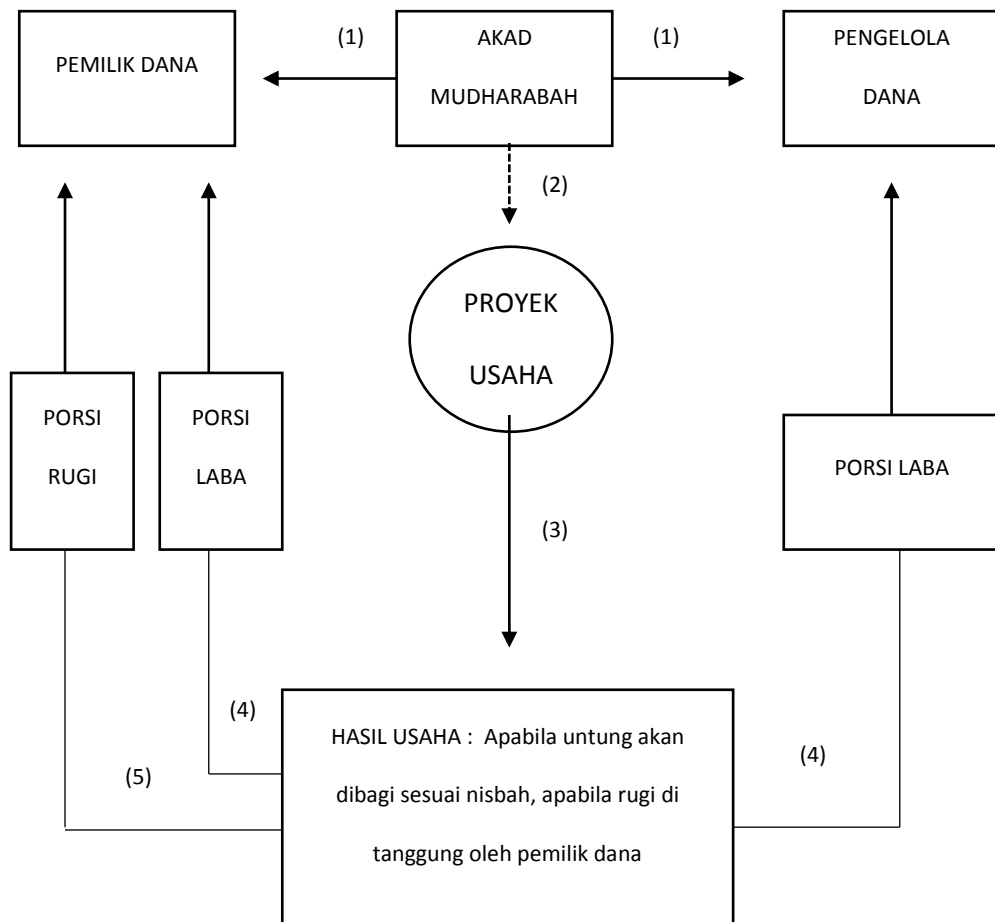 PEMILIK DANA
(1)
AKAD
MUDHARABAH
(1)
PENGELOLA
DANA
(2)
PROYEK
USAHA
PORSI
RUGI
PORSI
LABA
PORSI LABA
(3)
(4)
(5)
HASIL USAHA : Apabila untung akan
dibagi sesuai nisbah, apabila rugi di
tanggung oleh pemilik dana
(4)